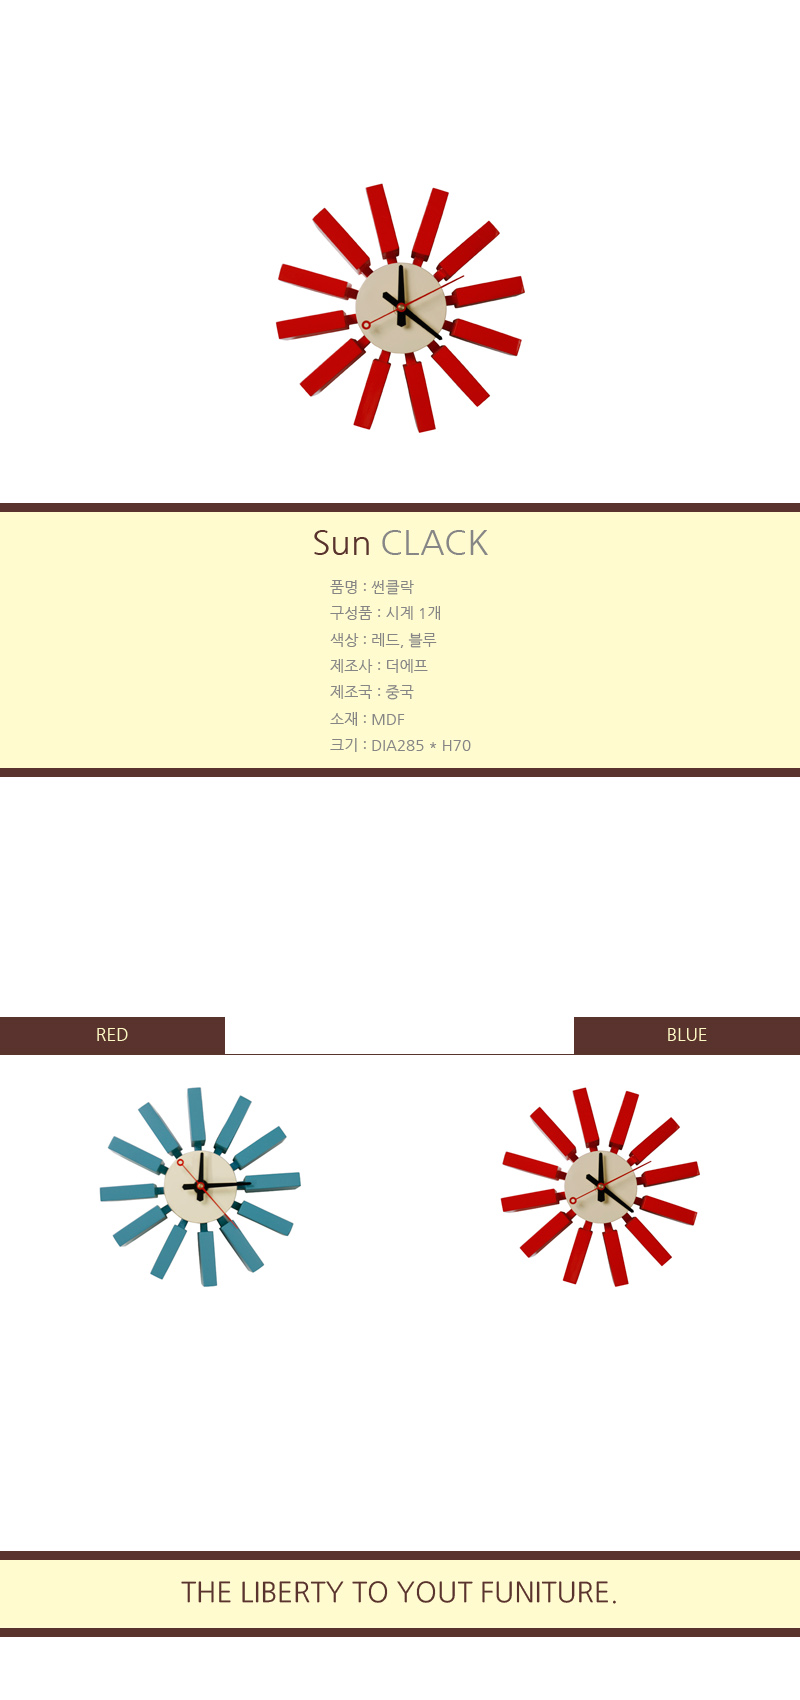 Sun CLACK
품명 : 썬클락
구성품 : 시계 1개
색상 : 레드, 블루
제조사 : 더에프
제조국 : 중국
소재 : MDF
크기 : DIA285 * H70
RED
BLUE
THE LIBERTY TO YOUT FUNITURE.